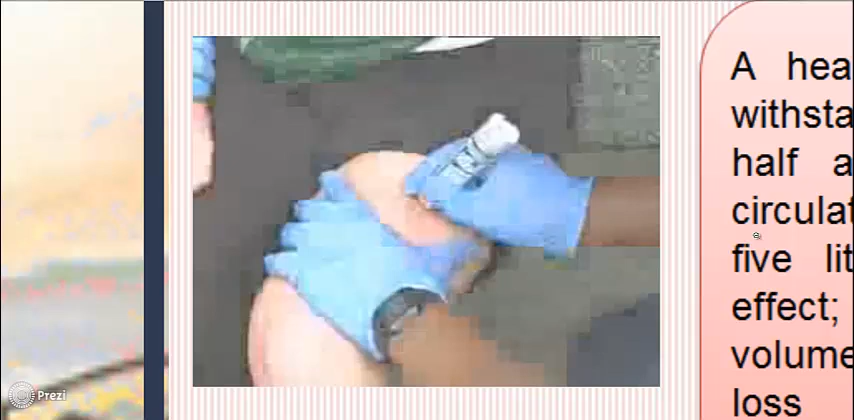 A hea
withsta
half a
circulat
five lit
effect;
volume
loss
Prezi